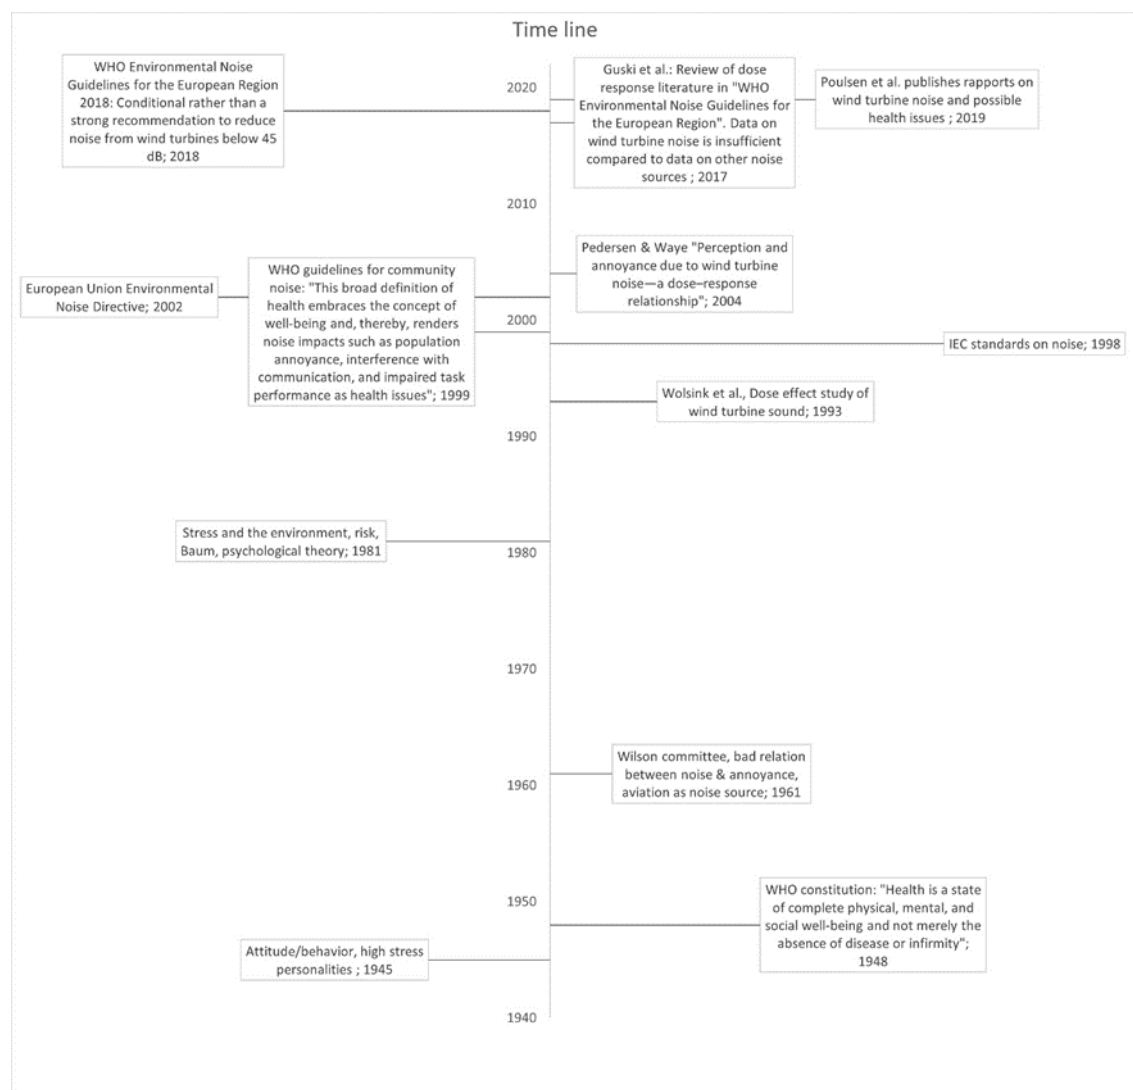 Time line
WHO Environmental Noise
Guidelines for the European Region
2018: Conditional rather than a
strong recommendation to reduce
noise from wind turbines below 45
dB; 2018
2020
Guski et al.: Review of dose
response literature in "WHO
Environmental Noise Guidelines for
the European Region". Data on
wind turbine noise is insufficient
compared to data on other noise
sources ; 2017
Poulsen et al. publishes rapports on
wind turbine noise and possible
health issues ; 2019
2010
European Union Environmental
Noise Directive; 2002
WHO guidelines for community
noise: "This broad definition of
health embraces the concept of
well-being and, thereby, renders
noise impacts such as population
annoyance, interference with
communication, and impaired task
performance as health issues"; 1999
Pedersen & Waye "Perception and
annoyance due to wind turbine
noise—a dose–response
relationship"; 2004
2000
IEC standards on noise; 1998
Wolsink et al., Dose effect study of
wind turbine sound; 1993
1990
Stress and the environment, risk,
Baum, psychological theory; 1981
1980
1970
Wilson committee, bad relation
between noise & annoyance,
aviation as noise source; 1961
1960
1950
WHO constitution: "Health is a state
of complete physical, mental, and
social well-being and not merely the
absence of disease or infirmity";
1948
Attitude/behavior, high stress
personalities ; 1945
1940